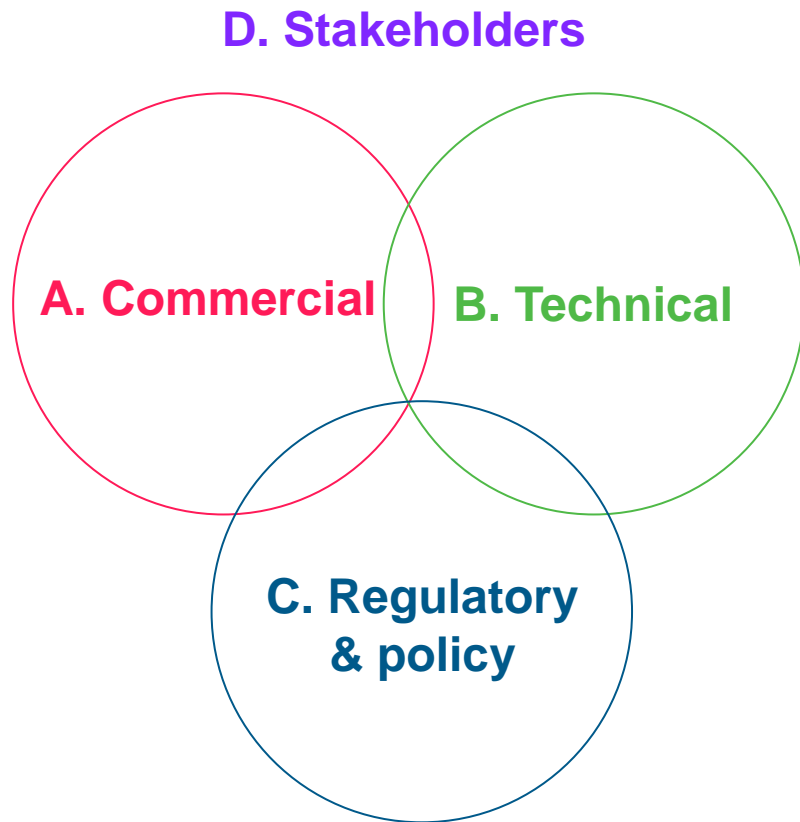 D. Stakeholders
A. Commercial
B. Technical
C. Regulatory
& policy